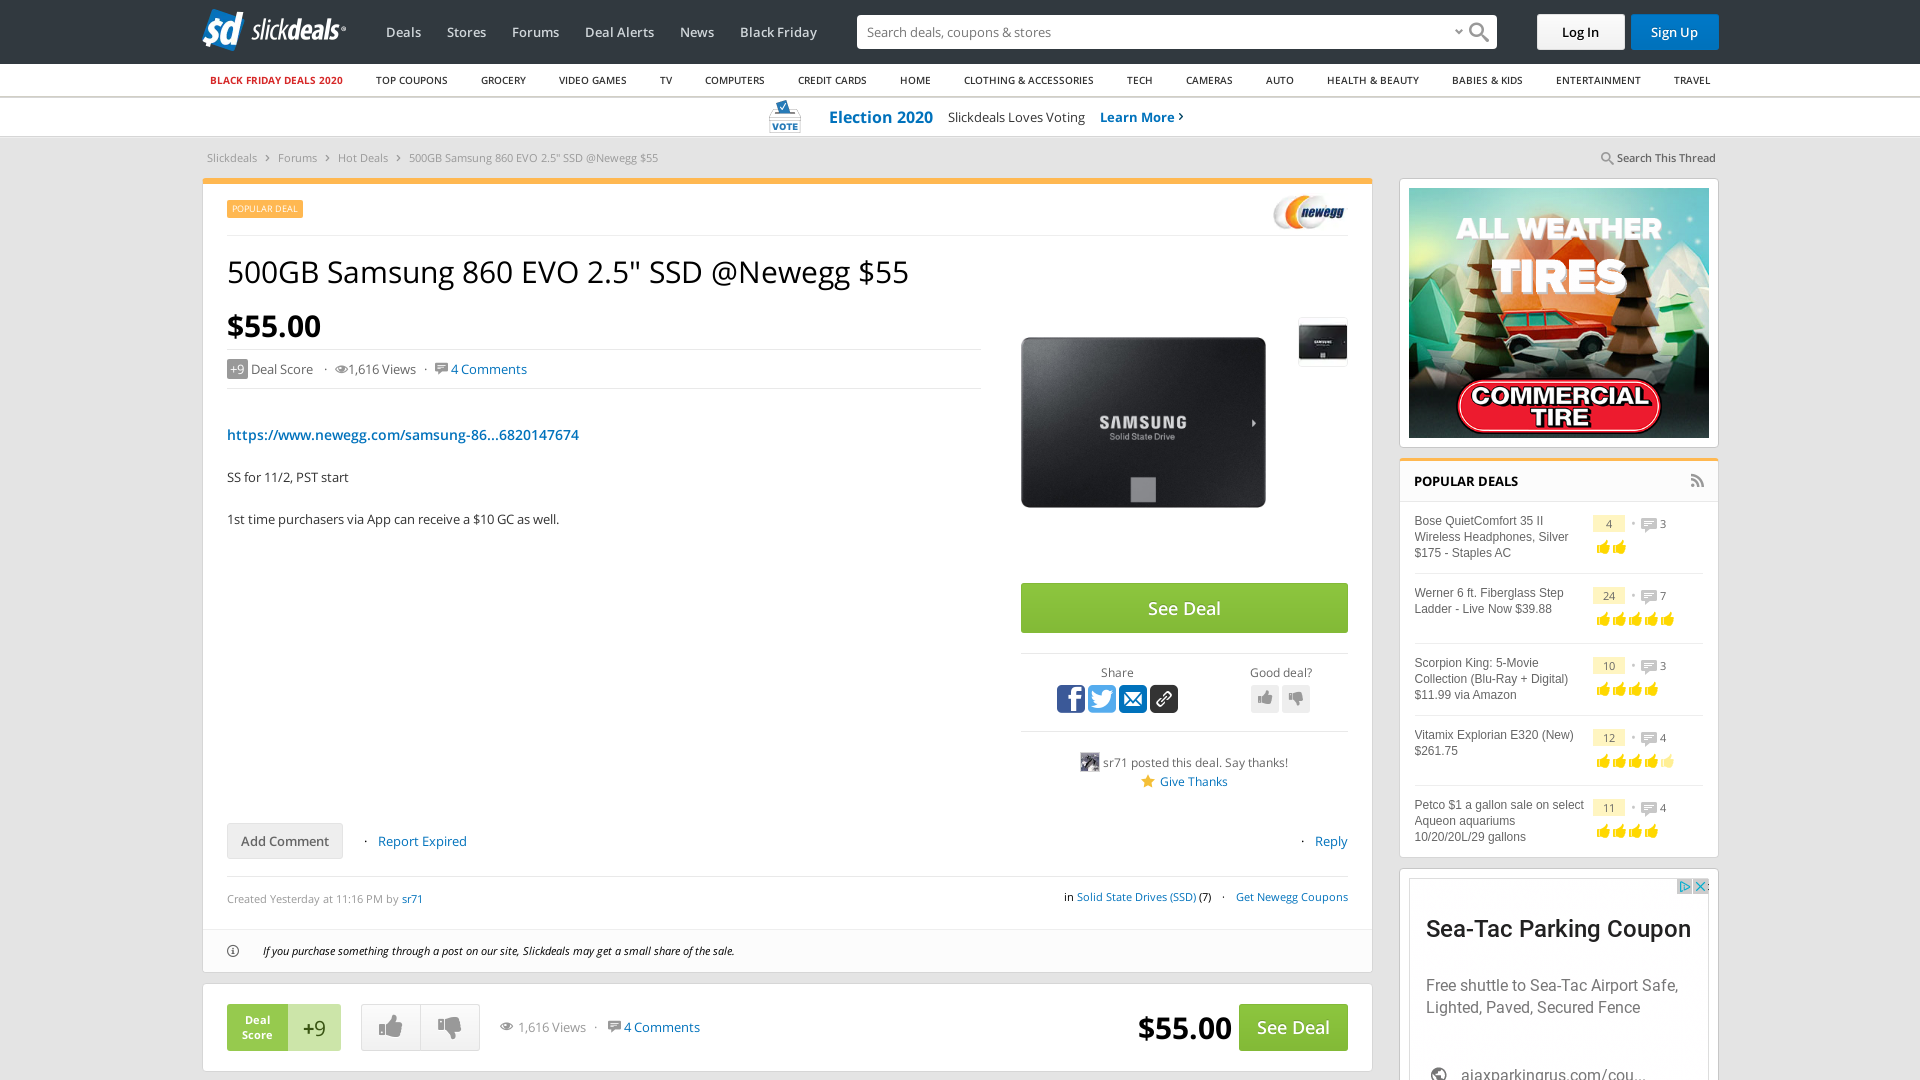 sd slickdeals
Deals Stores Forums Deal Alerts News Black Friday
Search deals, coupons & stores
Log In Sign Up
BLACK FRIDAY DEALS 2020 TOP COUPONS GROCERY VIDEO GAMES TV COMPUTERS CREDIT CARDS HOME CLOTHING & ACCESSORIES TECH CAMERAS AUTO HEALTH & BEAUTY BABIES & KIDS ENTERTAINMENT TRAVEL
VOTE
Election 2020 Slickdeals Loves Voting Learn More
Slickdeals Forums Hot Deals 500GB Samsung 860 EVO 2.5" SSD @Newegg $55
Search This Thread
POPULAR DEAL
newegg
500GB Samsung 860 EVO 2.5" SSD @Newegg $55
$55.00
+9 Deal Score · 1,616 Views · 4 Comments
https://www.newegg.com/samsung-86...6820147674
SS for 11/2, PST start
1st time purchasers via App can receive a $10 GC as well.
SAMSUNG
Solid State Drive
SAMSUNG
See Deal
Share
Good deal?
sr71 posted this deal. Say thanks!
Give Thanks
Add Comment · Report Expired
· Reply
Created Yesterday at 11:16 PM by sr71
in Solid State Drives (SSD) (7) · Get Newegg Coupons
If you purchase something through a post on our site, Slickdeals may get a small share of the sale.
Deal
Score
+9
1,616 Views · 4 Comments
$55.00
See Deal
ALL WEATHER
TIRES
COMMERCIAL
TIRE
POPULAR DEALS
Bose QuietComfort 35 II
Wireless Headphones, Silver
$175 - Staples AC
4 • 3
Werner 6 ft. Fiberglass Step
Ladder - Live Now $39.88
24 • 7
Scorpion King: 5-Movie
Collection (Blu-Ray + Digital)
$11.99 via Amazon
10 • 3
Vitamix Explorian E320 (New)
$261.75
12 • 4
Petco $1 a gallon sale on select
Aqueon aquariums
10/20/20L/29 gallons
11 • 4
Sea-Tac Parking Coupon
Free shuttle to Sea-Tac Airport Safe,
Lighted, Paved, Secured Fence
ajaxparkingrus.com/cou...